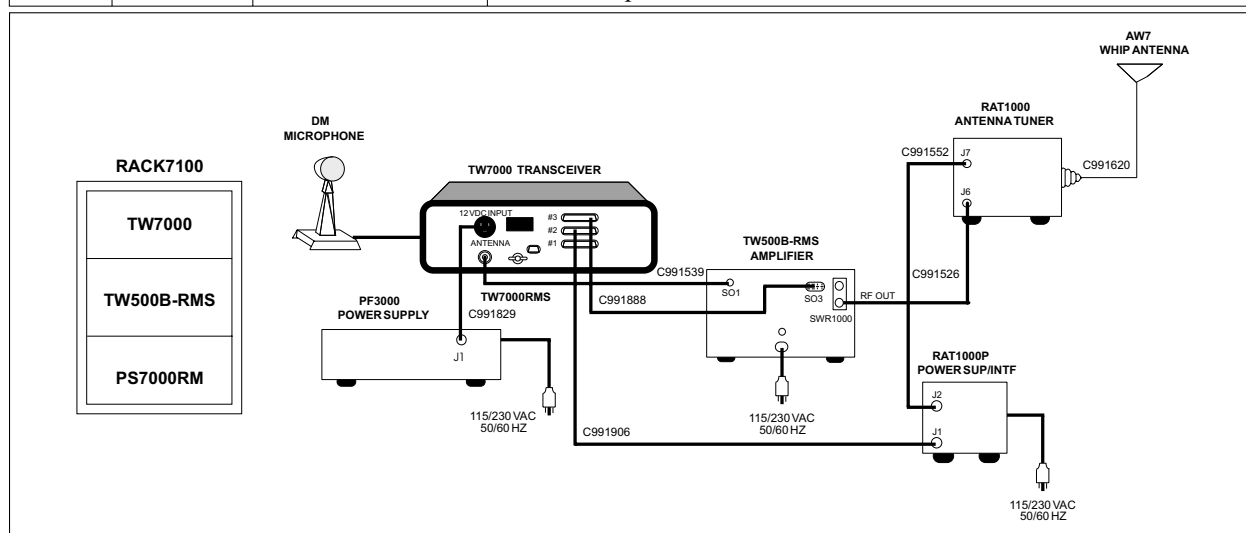 RACK7100
TW7000
TW500B-RMS
PS7000RM
DM
MICROPHONE
TW7000 TRANSCEIVER
12VDC INPUT
ANTENNA
#3
#2
#1
TW7000RMS
PF3000
POWER SUPPLY
C991829
J1
115/230 VAC
50/60 HZ
C991539
C991888
C991906
TW500B-RMS
AMPLIFIER
SO1
SO3
SWR1000
RF OUT
115/230 VAC
50/60 HZ
C991552
C991526
RAT1000
ANTENNA TUNER
J7
J6
C991620
AW7
WHIP ANTENNA
RAT1000P
POWER SUP/INTF
J2
J1
115/230 VAC
50/60 HZ